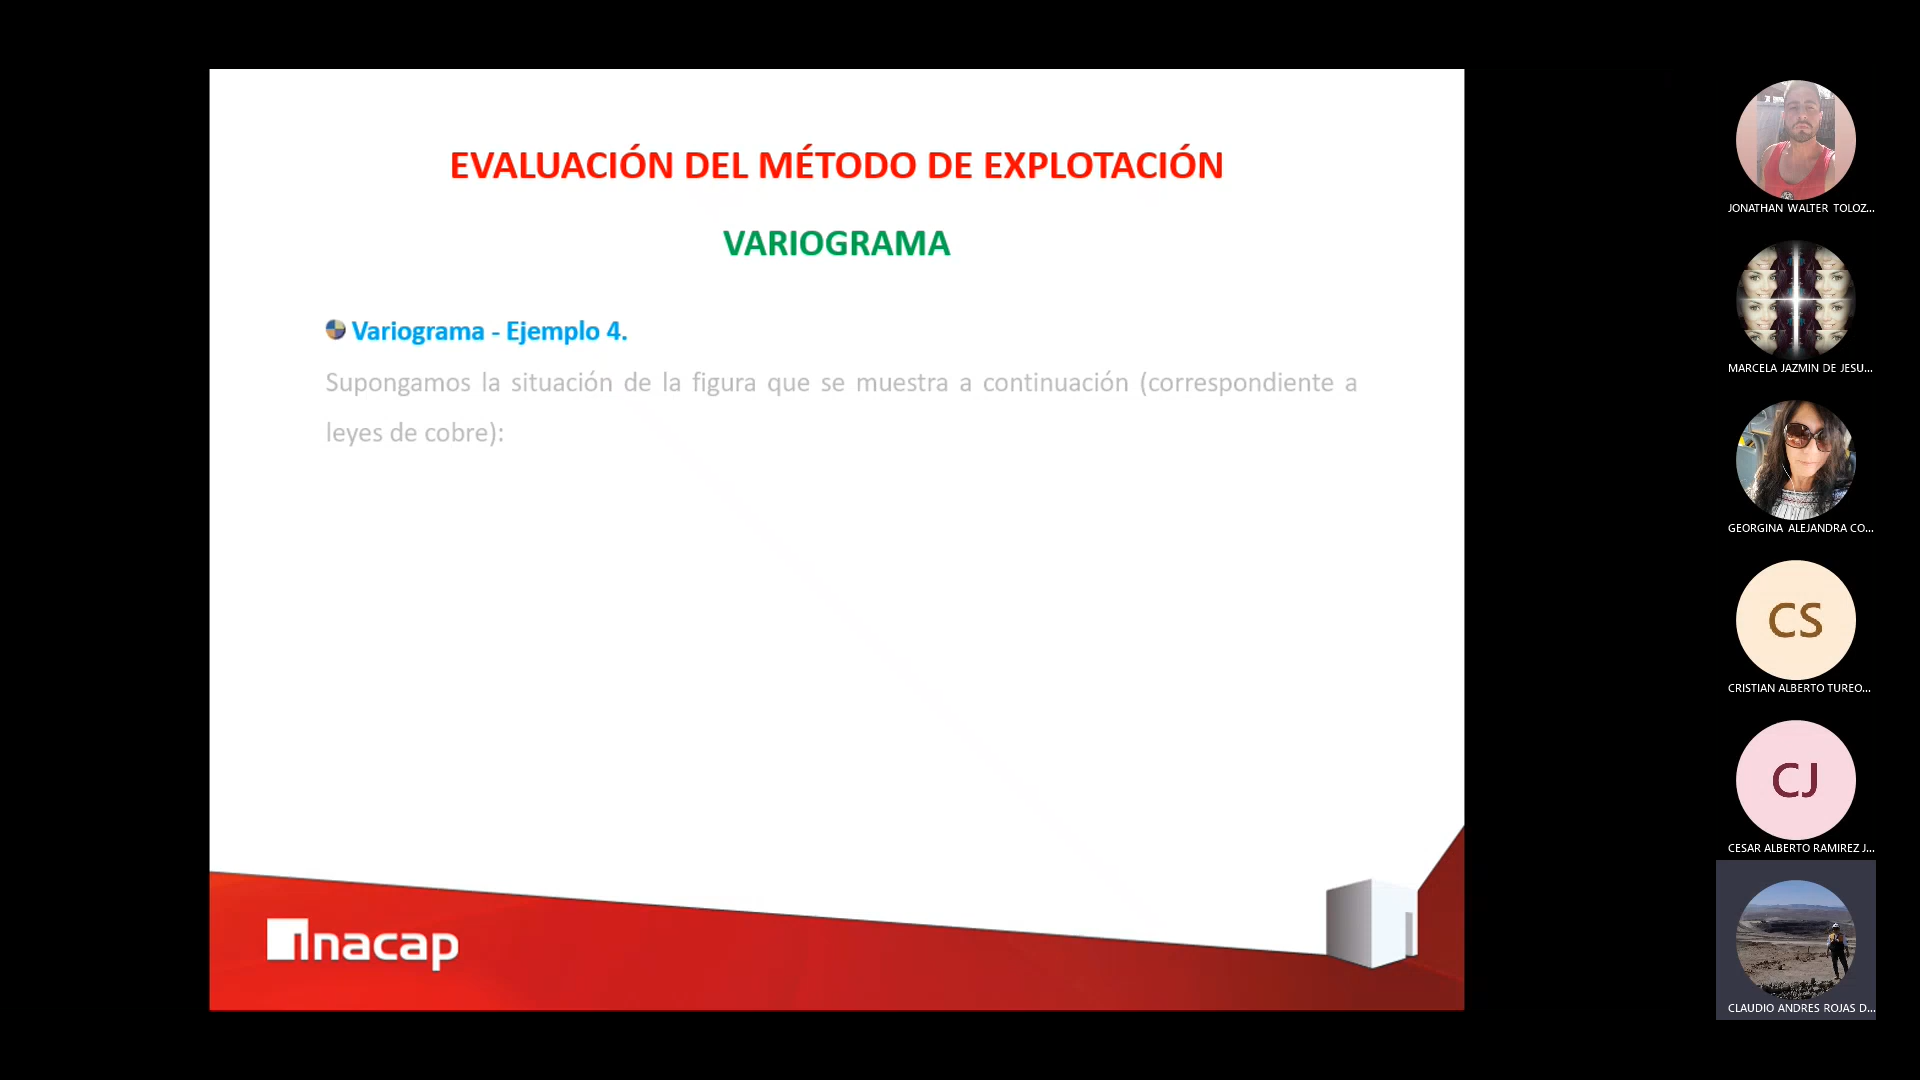 EVALUACIÓN DEL MÉTODO DE EXPLOTACIÓN
VARIOGRAMA
Variograma - Ejemplo 4.
Supongamos la situación de la figura que se muestra a continuación (correspondiente a
leyes de cobre):
Inacap
JONATHAN WALTER TOLOZ...
MARCELA JAZMIN DE JESU...
GEORGINA ALEJANDRA CO...
CS
CRISTIAN ALBERTO TUREO...
CJ
CESAR ALBERTO RAMIREZ J...
CLAUDIO ANDRES ROJAS D...